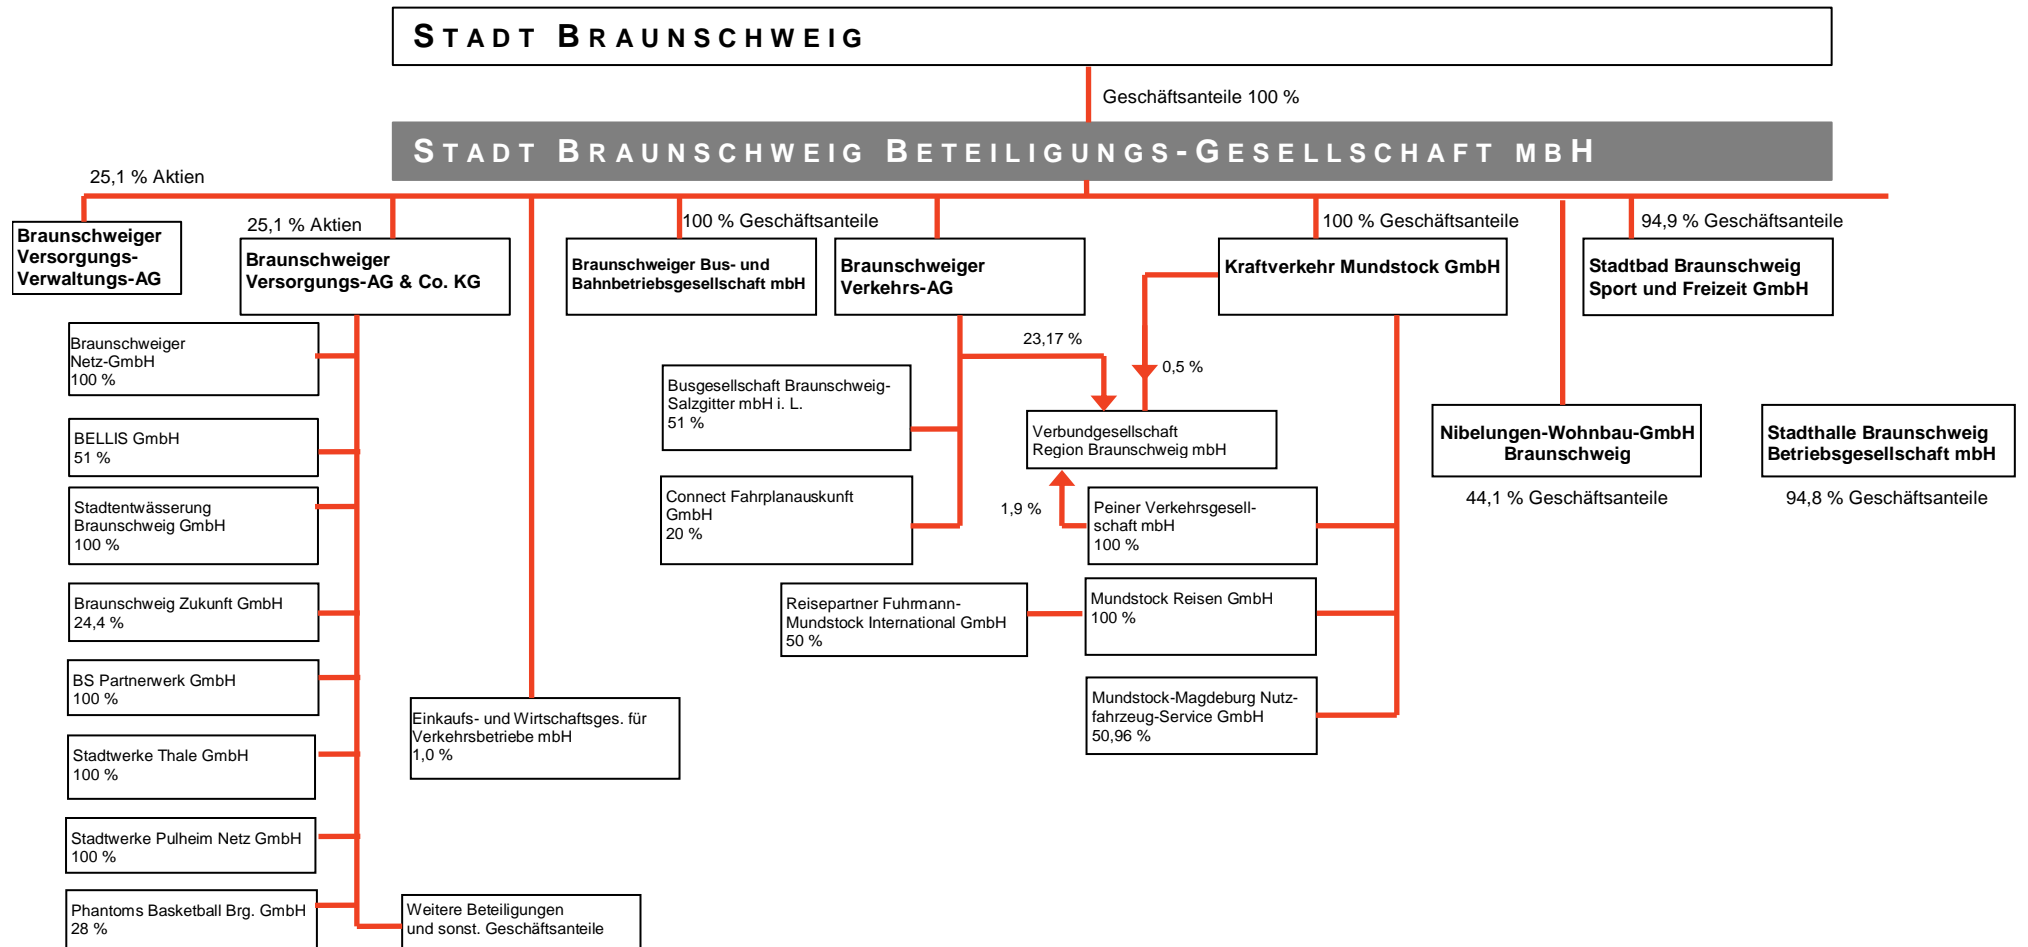 STADT BRAUNSCHWEIG
Geschäftsanteile 100 %
STADT BRAUNSCHWEIG BETEILIGUNGS-GESELLSCHAFT MBH
25,1 % Aktien
Braunschweiger
Versorgungs-
Verwaltungs-AG
25,1 % Aktien
Braunschweiger
Versorgungs-AG & Co. KG
100 % Geschäftsanteile
Braunschweiger Bus- und
Bahnbetriebsgesellschaft mbH
Braunschweiger
Verkehrs-AG
100 % Geschäftsanteile
Kraftverkehr Mundstock GmbH
94,9 % Geschäftsanteile
Stadtbad Braunschweig
Sport und Freizeit GmbH
Braunschweiger
Netz-GmbH
100 %
BELLIS GmbH
51 %
Stadtentwässerung
Braunschweig GmbH
100 %
Braunschweig Zukunft GmbH
24,4 %
BS Partnerwerk GmbH
100 %
Stadtwerke Thale GmbH
100 %
Stadtwerke Pulheim Netz GmbH
100 %
Phantoms Basketball Brg. GmbH
28 %
Weitere Beteiligungen
und sonst. Geschäftsanteile
Einkaufs- und Wirtschaftsges. für
Verkehrsbetriebe mbH
1,0 %
Busgesellschaft Braunschweig-
Salzgitter mbH i. L.
51 %
Connect Fahrplanauskunft
GmbH
20 %
23,17 %
0,5 %
Verbundgesellschaft
Region Braunschweig mbH
1,9 %
Peiner Verkehrsgesell-
schaft mbH
100 %
Reisepartner Fuhrmann-
Mundstock International GmbH
50 %
Mundstock Reisen GmbH
100 %
Mundstock-Magdeburg Nutz-
fahrzeug-Service GmbH
50,96 %
Nibelungen-Wohnbau-GmbH
Braunschweig
44,1 % Geschäftsanteile
Stadthalle Braunschweig
Betriebsgesellschaft mbH
94,8 % Geschäftsanteile